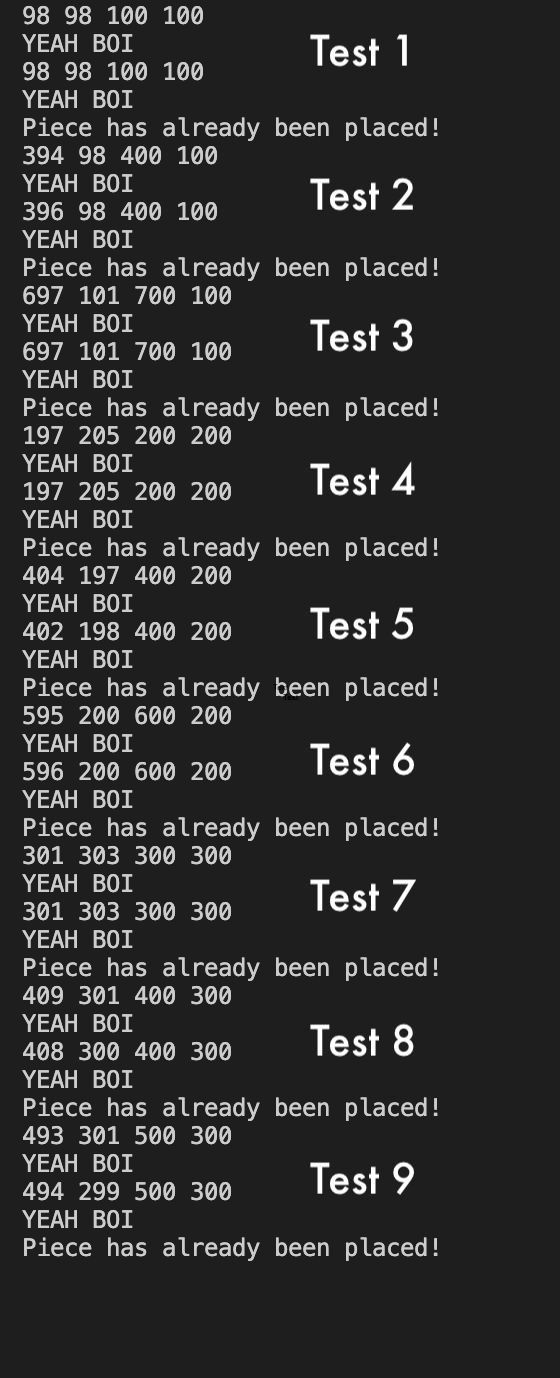 98 98 100 100
YEAH BOI
Test 1
98 98 100 100
YEAH BOI
Piece has already been placed!
394 98 400 100
YEAH BOI
Test 2
396 98 400 100
YEAH BOI
Piece has already been placed!
697 101 700 100
YEAH BOI
Test 3
697 101 700 100
YEAH BOI
Piece has already been placed!
197 205 200 200
YEAH BOI
Test 4
197 205 200 200
YEAH BOI
Piece has already been placed!
404 197 400 200
YEAH BOI
Test 5
402 198 400 200
YEAH BOI
Piece has already been placed!
595 200 600 200
YEAH BOI
Test 6
596 200 600 200
YEAH BOI
Piece has already been placed!
301 303 300 300
YEAH BOI
Test 7
301 303 300 300
YEAH BOI
Piece has already been placed!
409 301 400 300
YEAH BOI
Test 8
408 300 400 300
YEAH BOI
Piece has already been placed!
493 301 500 300
YEAH BOI
Test 9
494 299 500 300
YEAH BOI
Piece has already been placed!